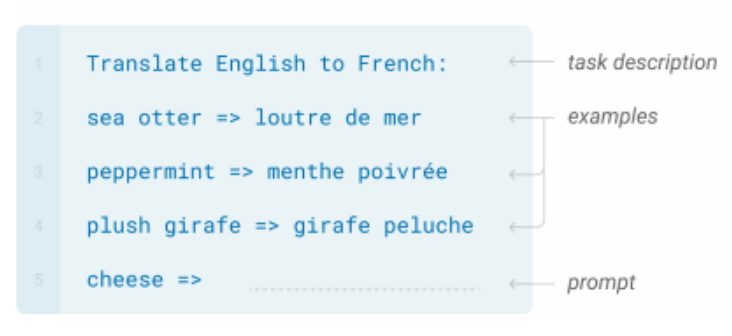 1 Translate English to French: task description
2 sea otter => loutre de mer examples
3 peppermint => menthe poivrée
4 plush girafe => girafe peluche
5 cheese => prompt